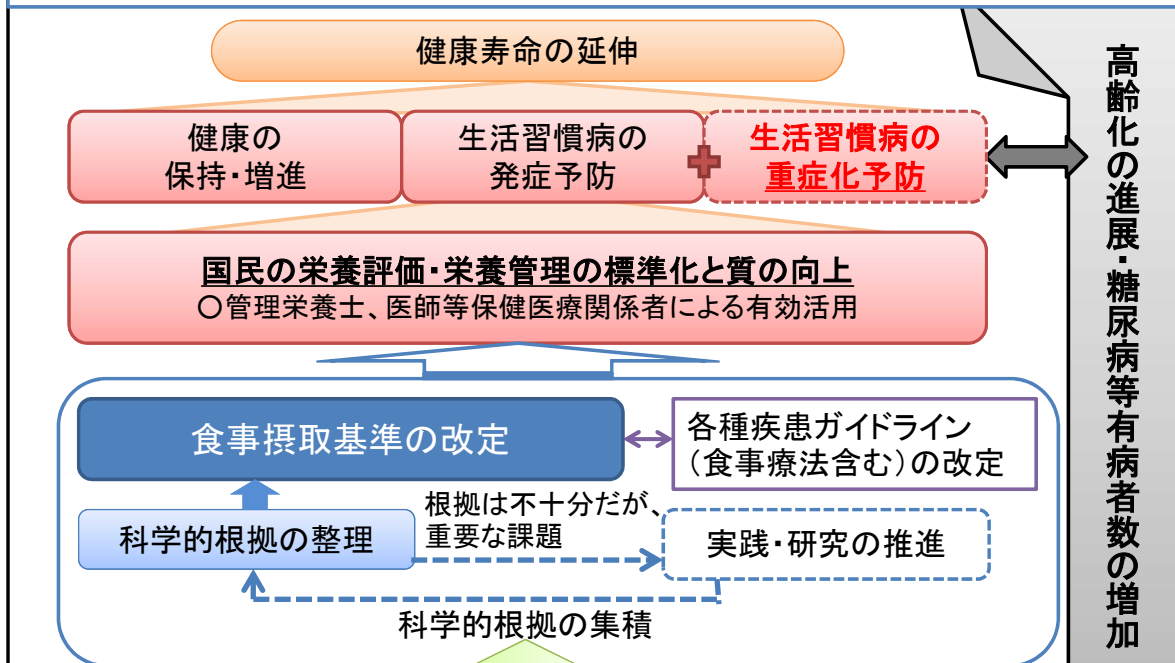 健康寿命の延伸
健康の
保持・増進
生活習慣病の
発症予防
生活習慣病の
重症化予防
国民の栄養評価・栄養管理の標準化と質の向上
○管理栄養士、医師等保健医療関係者による有効活用
食事摂取基準の改定
各種疾患ガイドライン
（食事療法含む）の改定
科学的根拠の整理
根拠は不十分だが、
重要な課題
実践・研究の推進
科学的根拠の集積
高齢化の進展・糖尿病等有病者数の増加